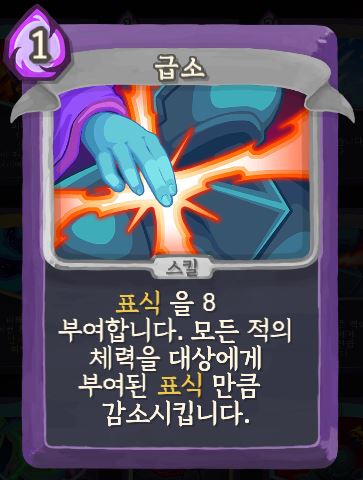 1
급소
스킬
표식 을 8
부여합니다. 모든 적의
체력을 대상에게
부여된 표식 만큼
감소시킵니다.